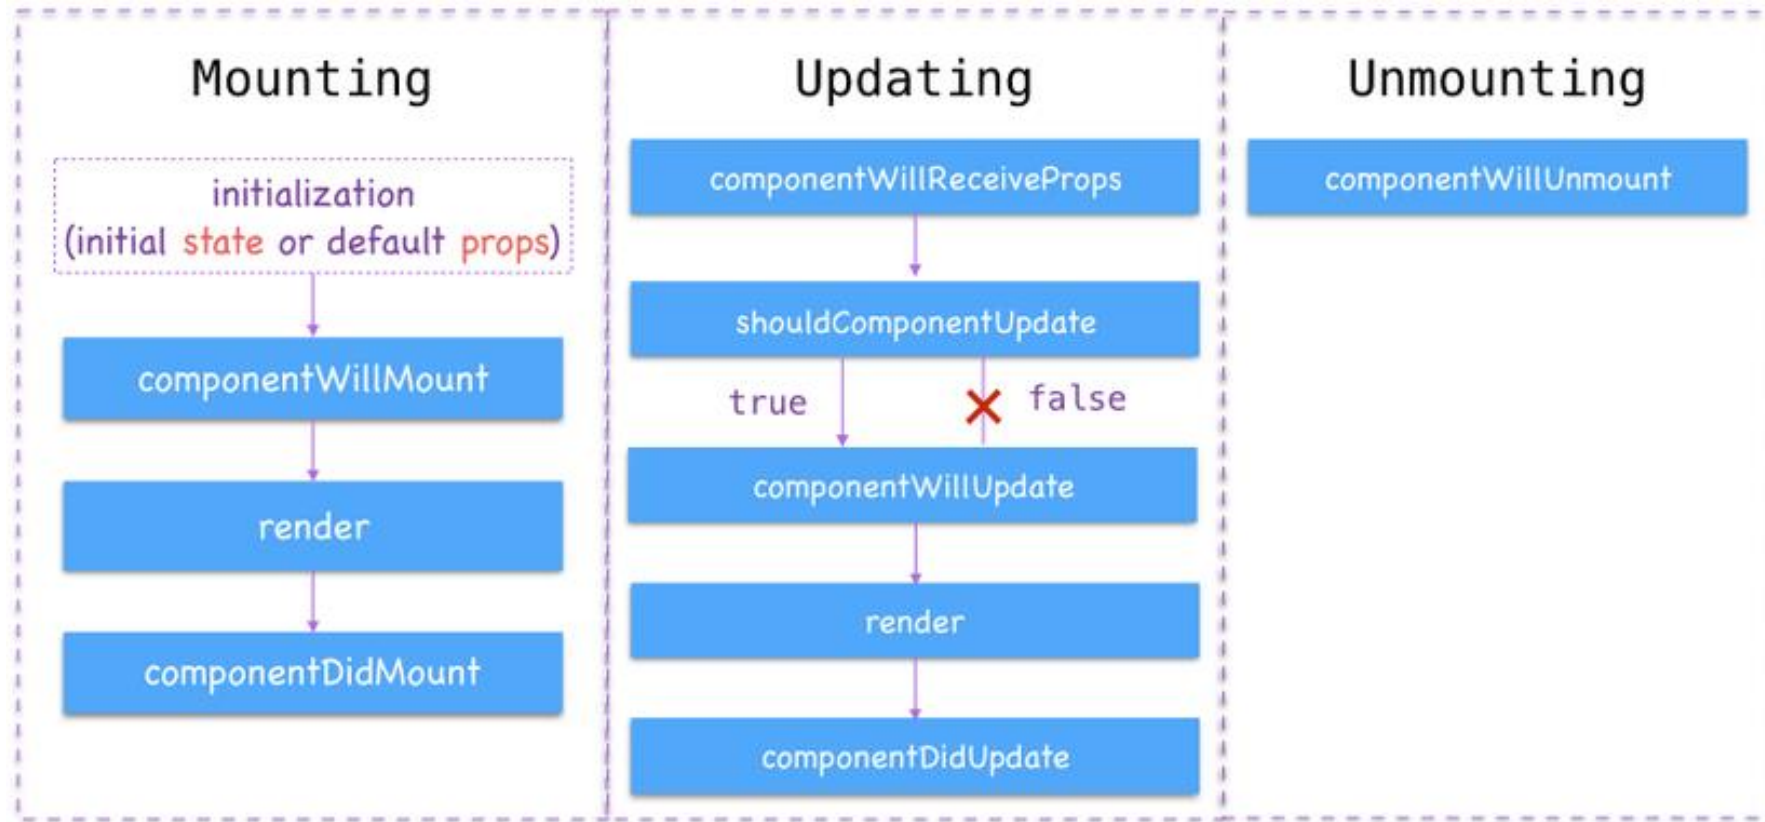 Mounting
initialization
(initial state or default props)
componentWillMount
render
componentDidMount
Updating
componentWillReceiveProps
shouldComponentUpdate
true
false
componentWillUpdate
render
componentDidUpdate
Unmounting
componentWillUnmount